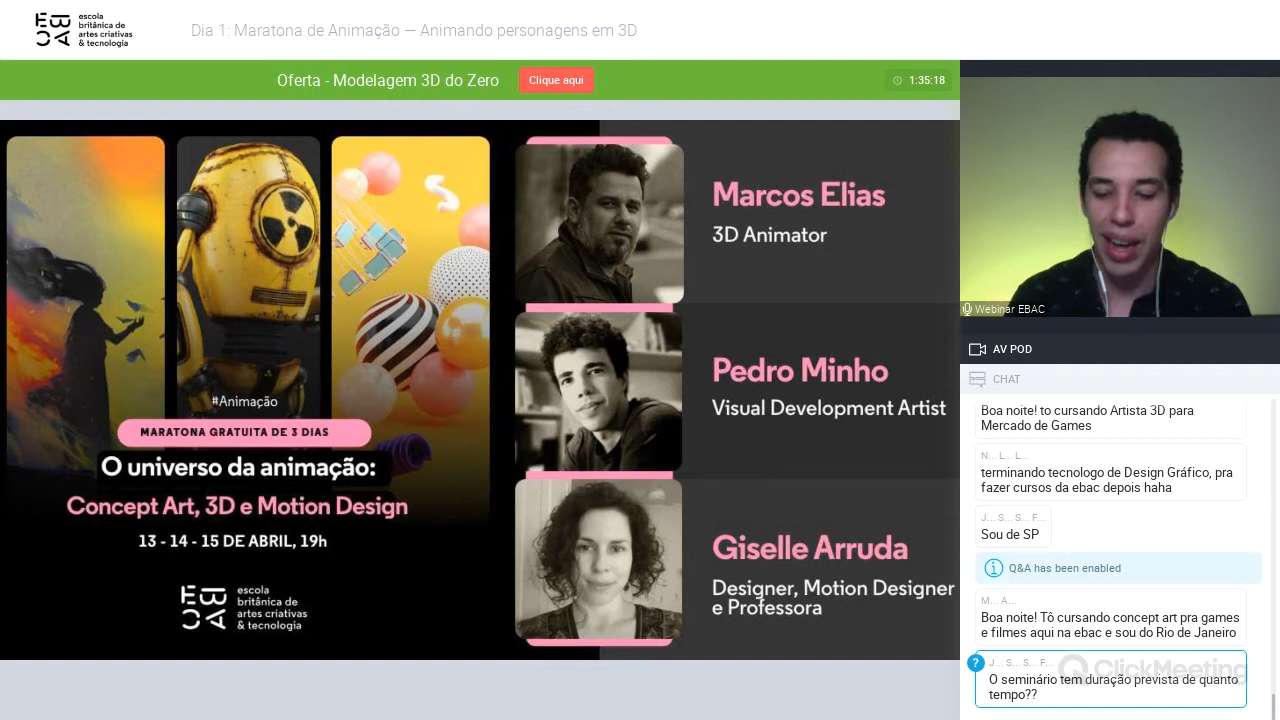 escola
britânica de
artes criativas
& tecnologia
Dia 1: Maratona de Animação — Animando personagens em 3D
Oferta - Modelagem 3D do Zero
Clique aqui
1:35:18
#Animação
MARATONA GRATUITA DE 3 DIAS
O universo da animação:
Concept Art, 3D e Motion Design
13 - 14 - 15 DE ABRIL, 19h
EBAC
escola
britânica de
artes criativas
& tecnologia
Marcos Elias
3D Animator
Pedro Minho
Visual Development Artist
Giselle Arruda
Designer, Motion Designer
e Professora
Webinar EBAC
AV POD
CHAT
Boa noite! to cursando Artista 3D para
Mercado de Games
N... L... L...
terminando tecnologo de Design Gráfico, pra
fazer cursos da ebac depois haha
J... S... S... F...
Sou de SP
Q&A has been enabled
M... A...
Boa noite! Tô cursando concept art pra games
e filmes aqui na ebac e sou do Rio de Janeiro
?
J... S... S... F...
ClickMeeting
O seminário tem duração prevista de quanto
tempo??